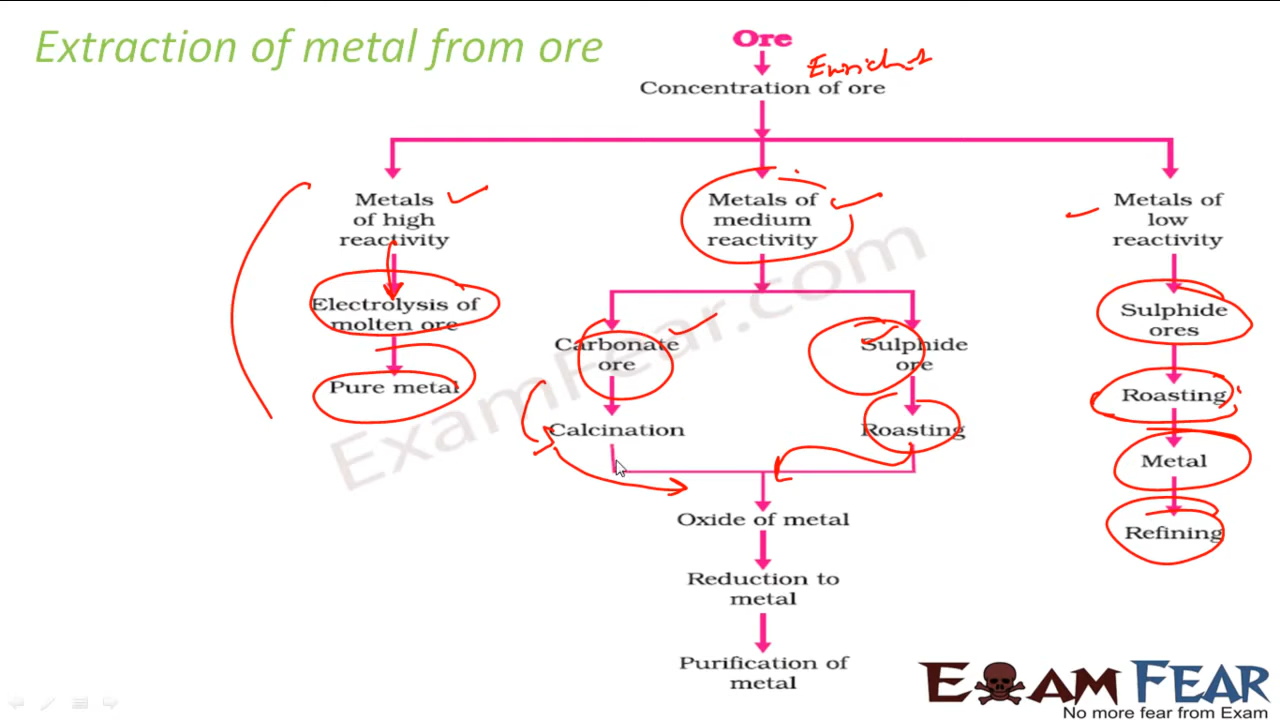 Extraction of metal from ore
Ore
Enriched
Concentration of ore
Metals
of high
reactivity
Electrolysis of
molten ore
Pure metal
Metals of
medium
reactivity
Carbonate
ore
Calcination
Sulphide
ore
Roasting
Oxide of metal
Reduction to
metal
Purification of
metal
Metals of
low
reactivity
Sulphide
ores
Roasting
Metal
Refining
ExamFear.com
EXAM FEAR
No more fear from Exam